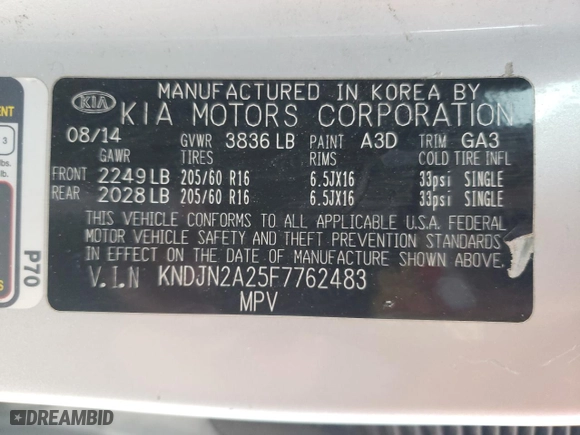 MANUFACTURED IN KOREA BY
KIA KIA MOTORS CORPORATION
08/14 GVWR 3836 LB PAINT A3D TRIM GA3
GAWR TIRES RIMS COLD TIRE INFL
FRONT 2249 LB 205/60 R16 6.5JX16 33psi SINGLE
REAR 2028 LB 205/60 R16 6.5JX16 33psi SINGLE
THIS VEHICLE CONFORMS TO ALL APPLICABLE U.S.A. FEDERAL
MOTOR VEHICLE SAFETY AND THEFT PREVENTION STANDARDS
IN EFFECT ON THE DATE OF MANUFACTURE SHOWN ABOVE.
V.I.N KNDJN2A25F7762483
MPV
3
P70
DREAMBID